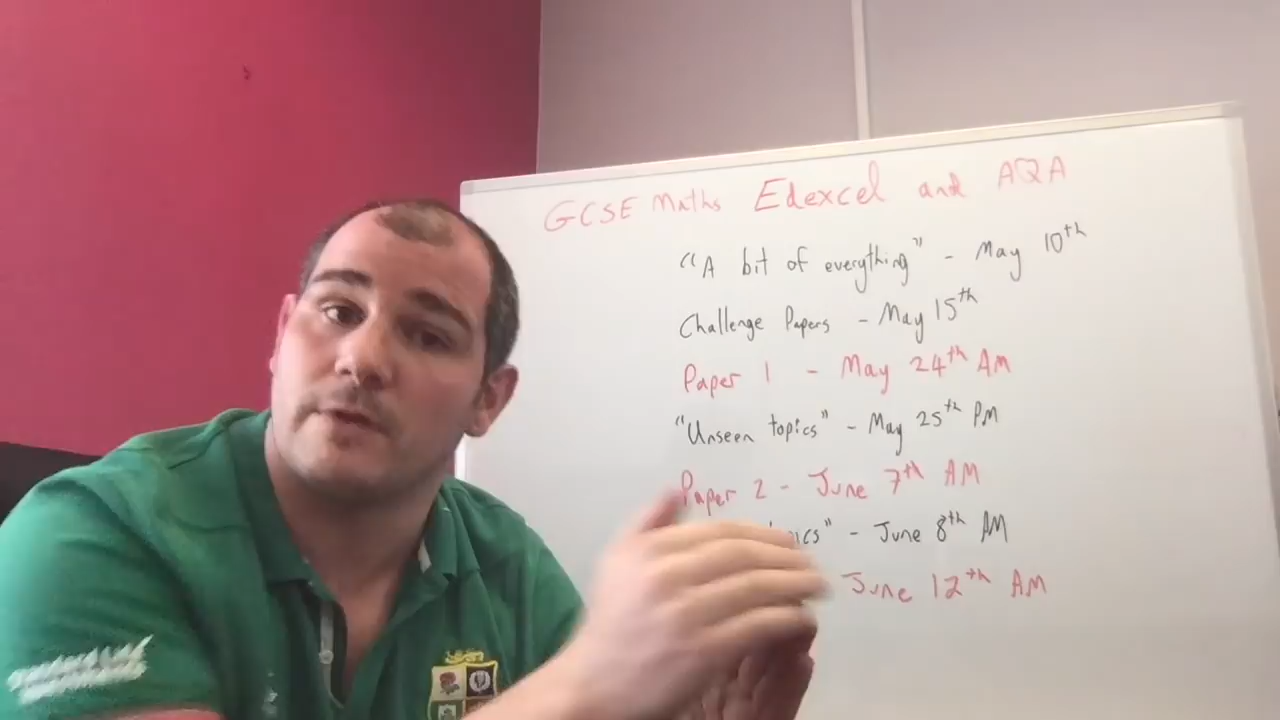 GCSE Maths Edexcel and AQA
"A bit of everything" - May 10th
Challenge Papers - May 15th
Paper 1 - May 24th AM
"Unseen topics" - May 25th PM
Paper 2 - June 7th AM
" - June 8th AM
June 12th AM